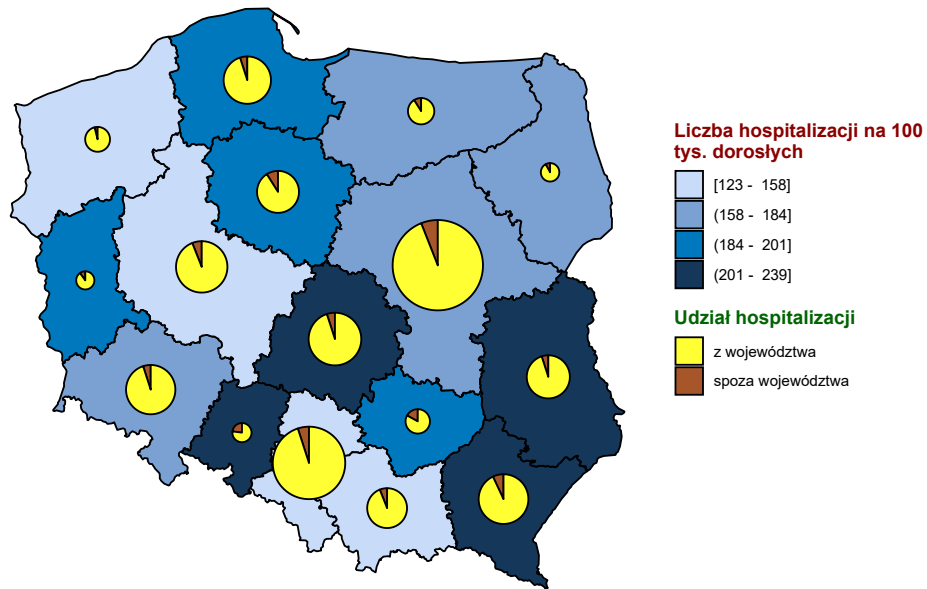 Liczba hospitalizacji na 100
tys. dorosłych
[123 - 158]
(158 - 184]
(184 - 201]
(201 - 239]
Udział hospitalizacji
z województwa
spoza województwa